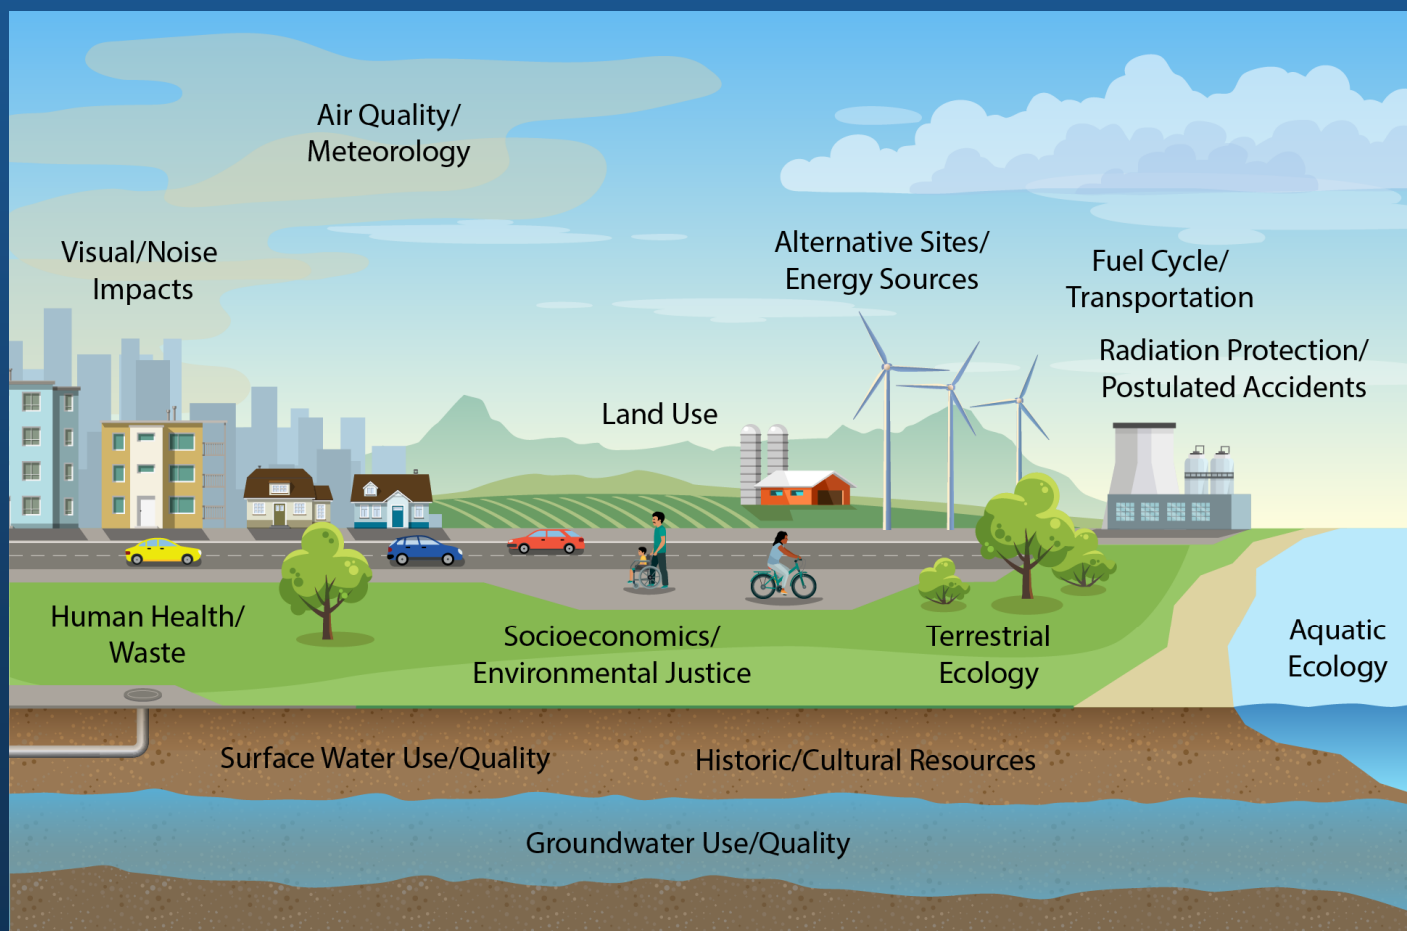 Air Quality/
Meteorology
Visual/Noise
Impacts
Alternative Sites/
Energy Sources
Fuel Cycle/
Transportation
Radiation Protection/
Postulated Accidents
Land Use
Human Health/
Waste
Socioeconomics/
Environmental Justice
Terrestrial
Ecology
Aquatic
Ecology
Surface Water Use/Quality
Historic/Cultural Resources
Groundwater Use/Quality